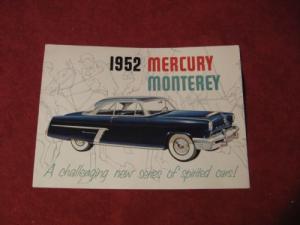 1952 MERCURY
MONTEREY
A challenging new series of spirited cars!